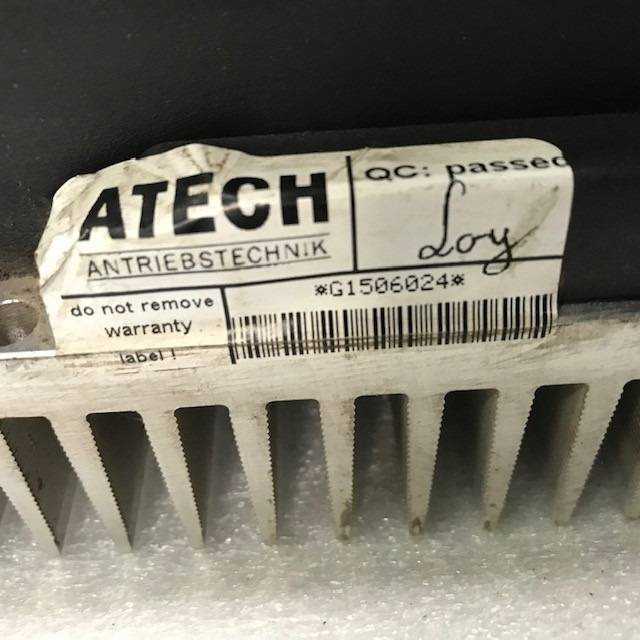 ATECH
ANTRIEBSTECHNIK
QC: passed
Loy
*G1506024*
do not remove
warranty
label !